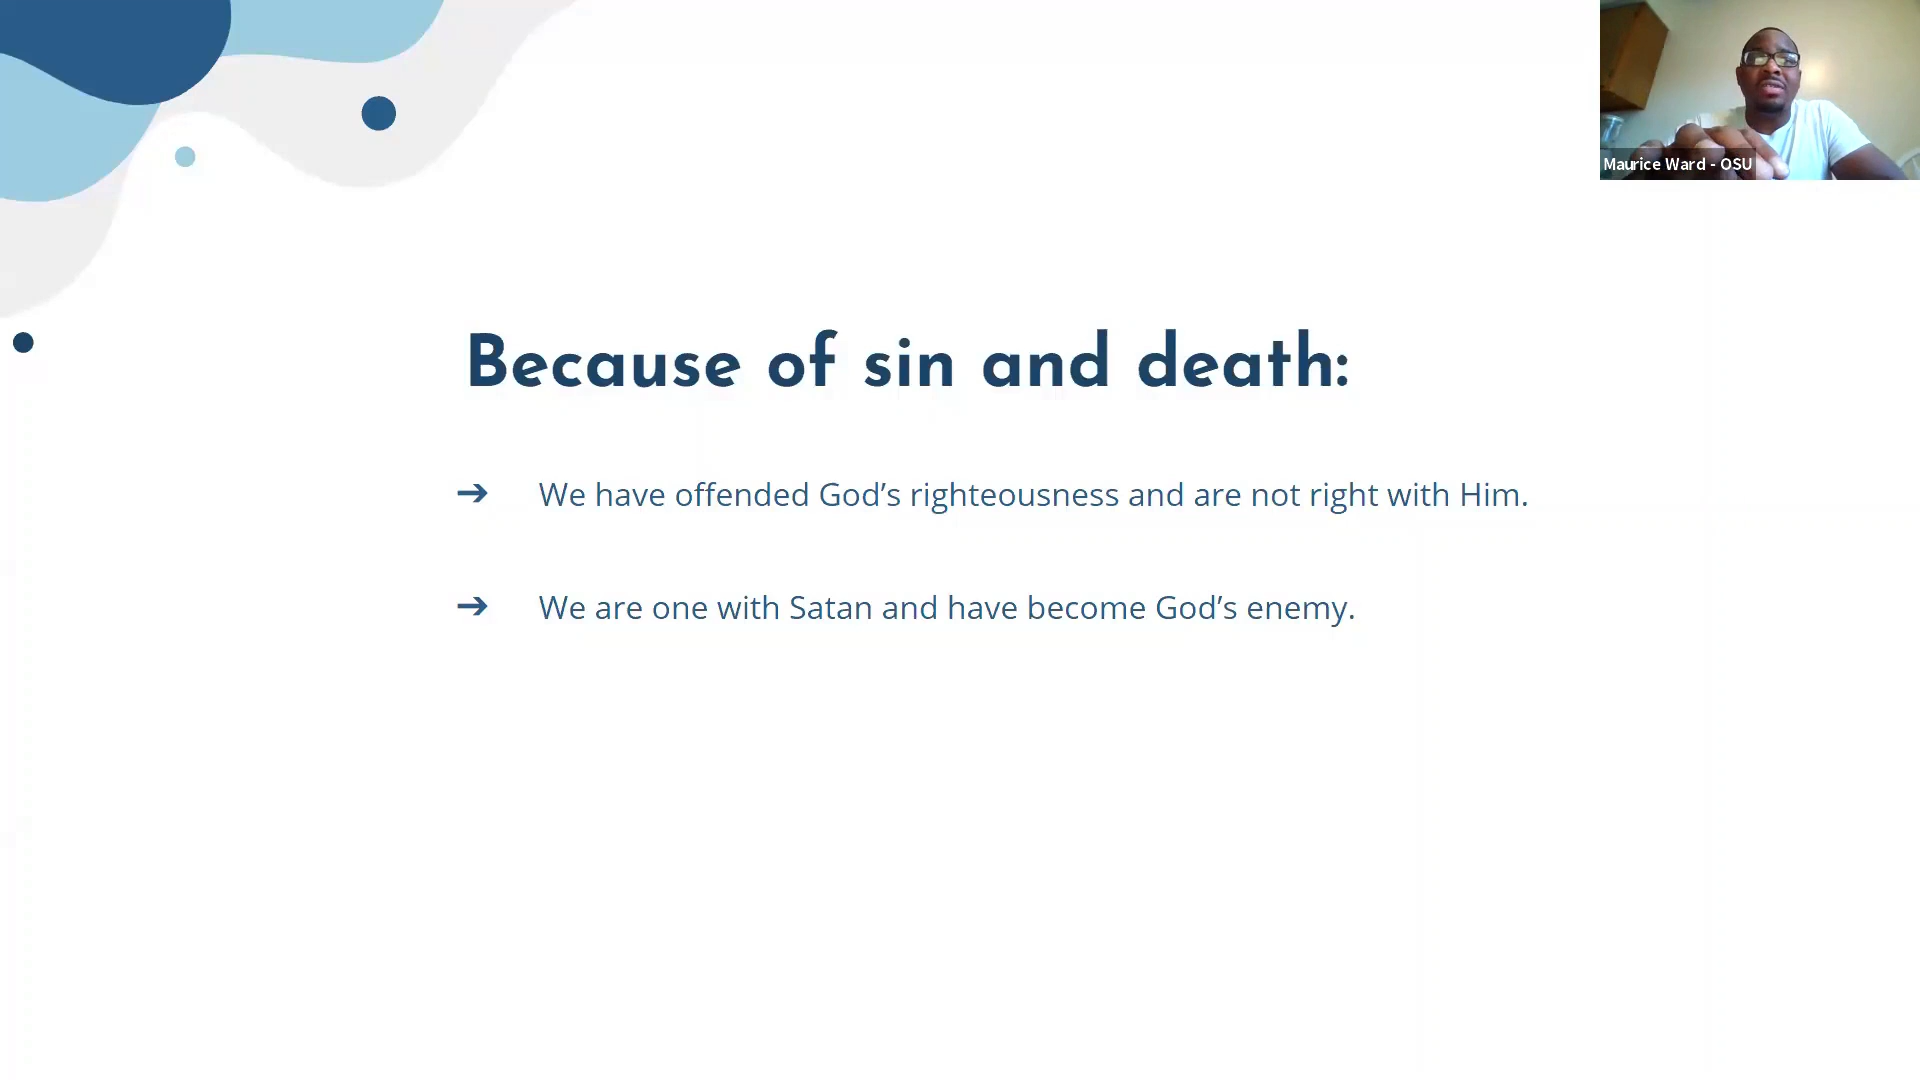 Maurice Ward - OSU
Because of sin and death:
➔ We have offended God’s righteousness and are not right with Him.
➔ We are one with Satan and have become God’s enemy.